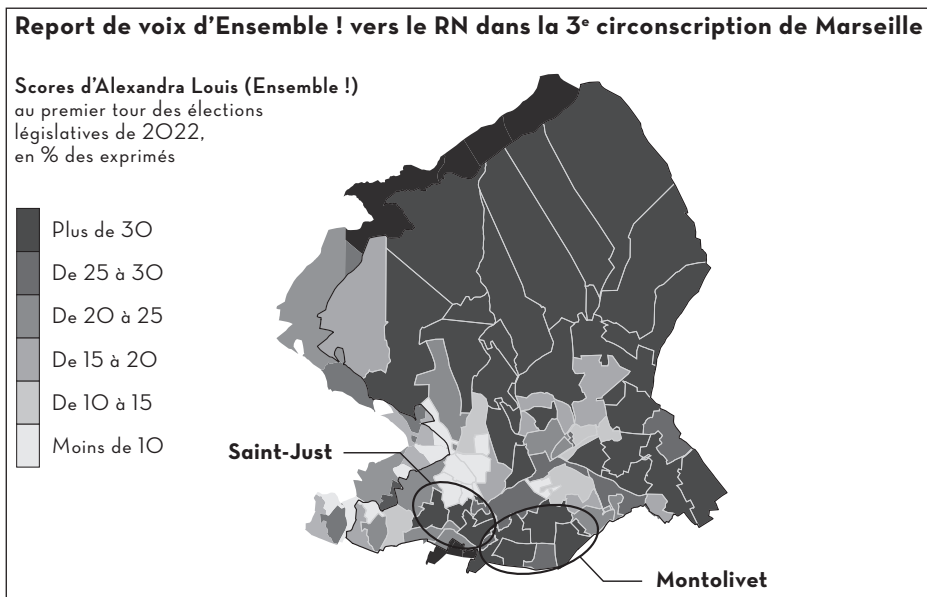 Report de voix d'Ensemble ! vers le RN dans la 3e circonscription de Marseille
Scores d'Alexandra Louis (Ensemble !)
au premier tour des élections
législatives de 2022,
en % des exprimés
Plus de 30
De 25 à 30
De 20 à 25
De 15 à 20
De 10 à 15
Moins de 10
Saint-Just
Montolivet